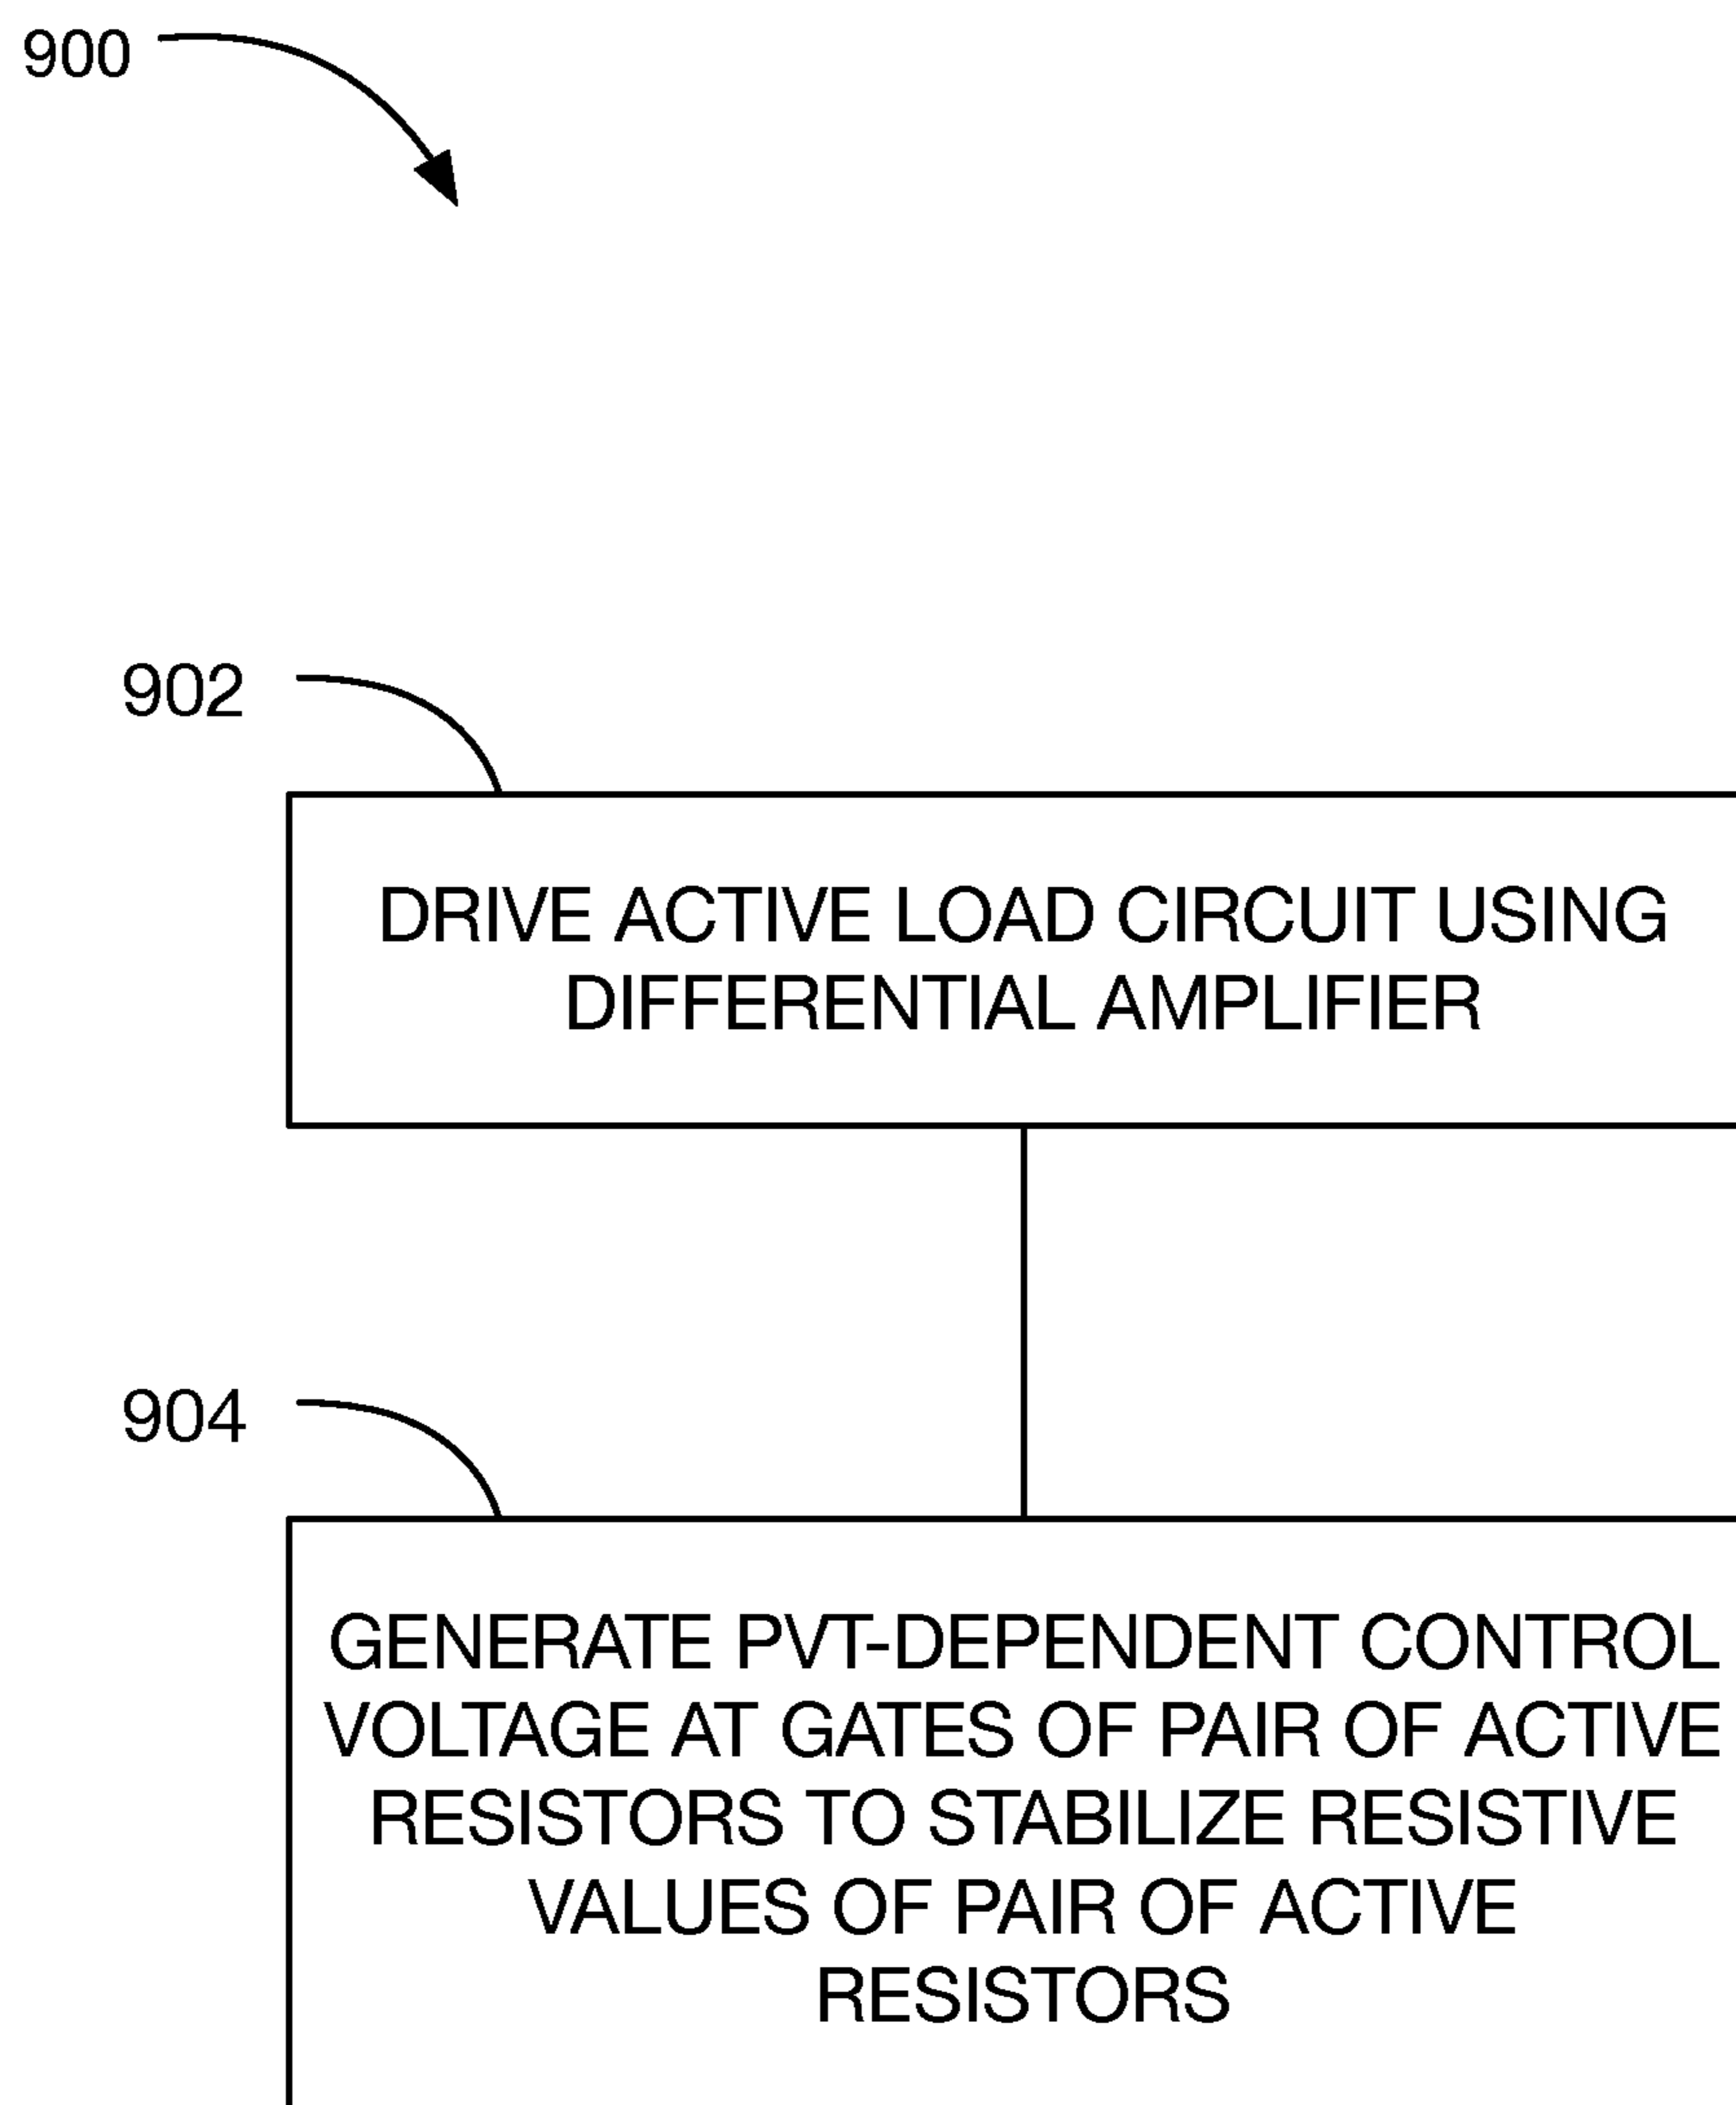 900
902
DRIVE ACTIVE LOAD CIRCUIT USING
DIFFERENTIAL AMPLIFIER
904
GENERATE PVT-DEPENDENT CONTROL
VOLTAGE AT GATES OF PAIR OF ACTIVE
RESISTORS TO STABILIZE RESISTIVE
VALUES OF PAIR OF ACTIVE
RESISTORS